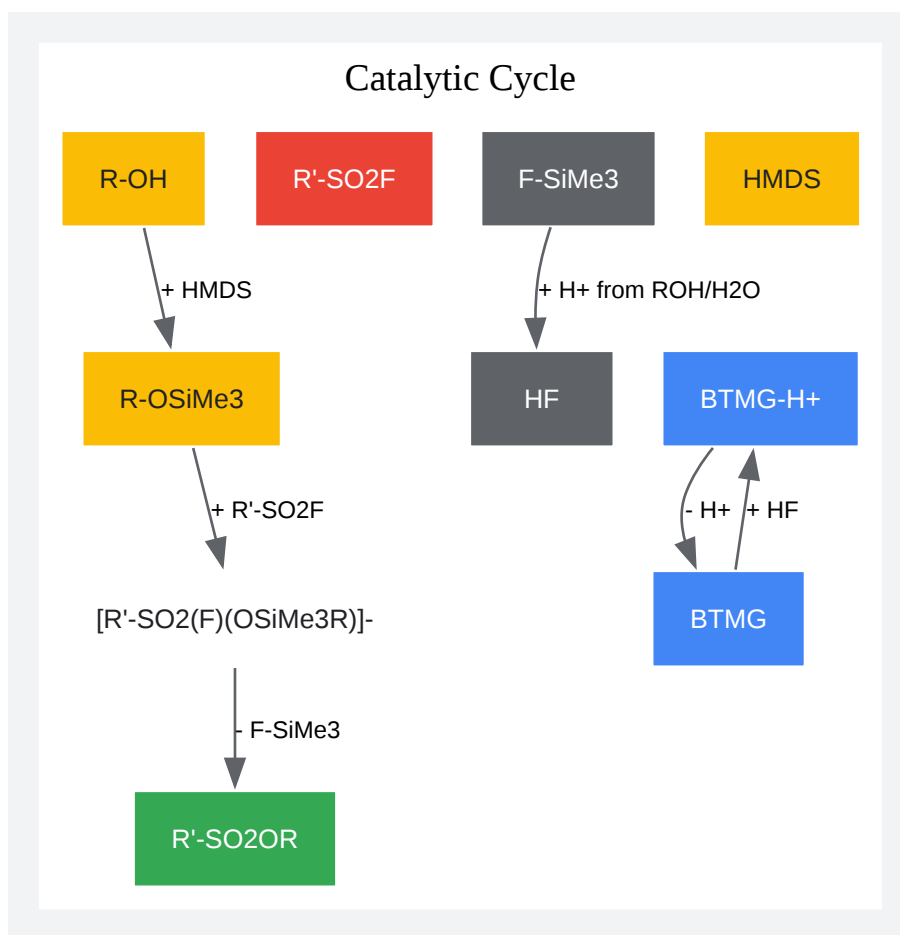 Catalytic Cycle
R-OH
R'-SO2F
F-SiMe3
HMDS
+ HMDS
+ H+ from ROH/H2O
R-OSiMe3
HF
BTMG-H+
+ R'-SO2F
- H+
+ HF
[R'-SO2(F)(OSiMe3R)]-
BTMG
- F-SiMe3
R'-SO2OR